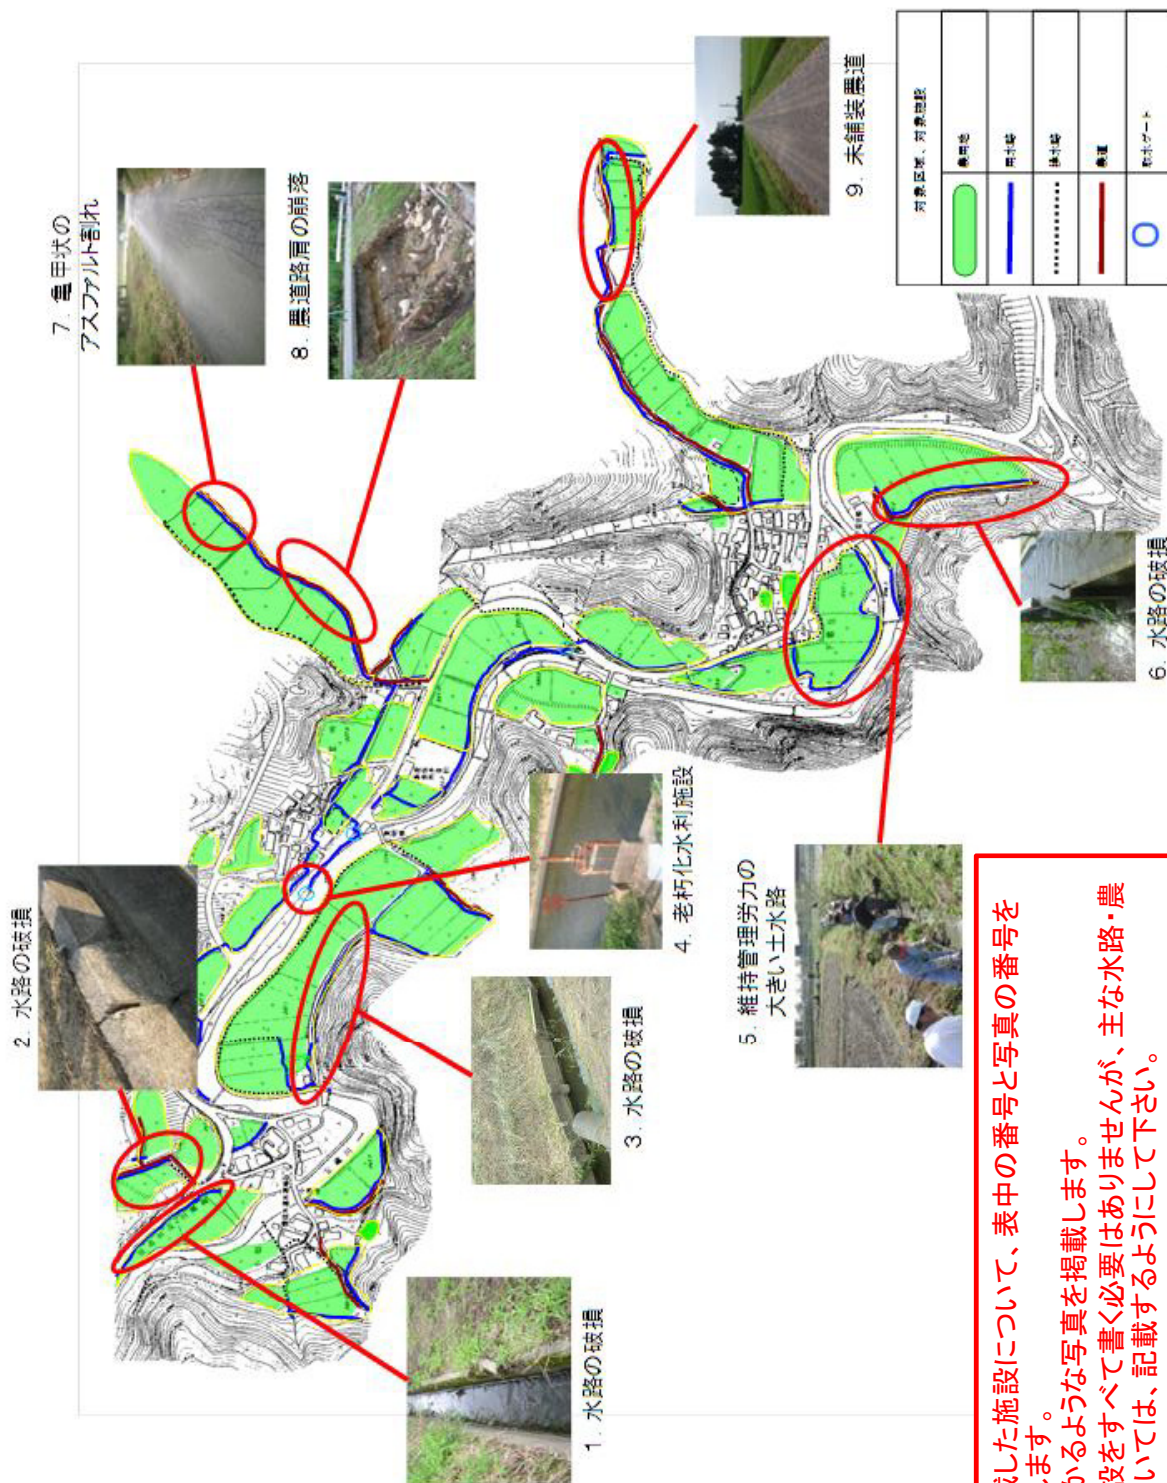 1. 水路の破損
2. 水路の破損
3. 水路の破損
4. 老朽化水利施設
5. 維持管理労力の
大きい土水路
6. 水路の破損
7. 亀甲状の
アスファルト割れ
8. 農道路肩の崩落
9. 未舗装農道
対象区域、対象施設
農用地
用水路
排水路
農道
取水ゲート
した施設について、表中の番号と写真の番号を
ます。
かるような写真を掲載します。
設をすべて書く必要はありませんが、主な水路・農
いては、記載するようにして下さい。